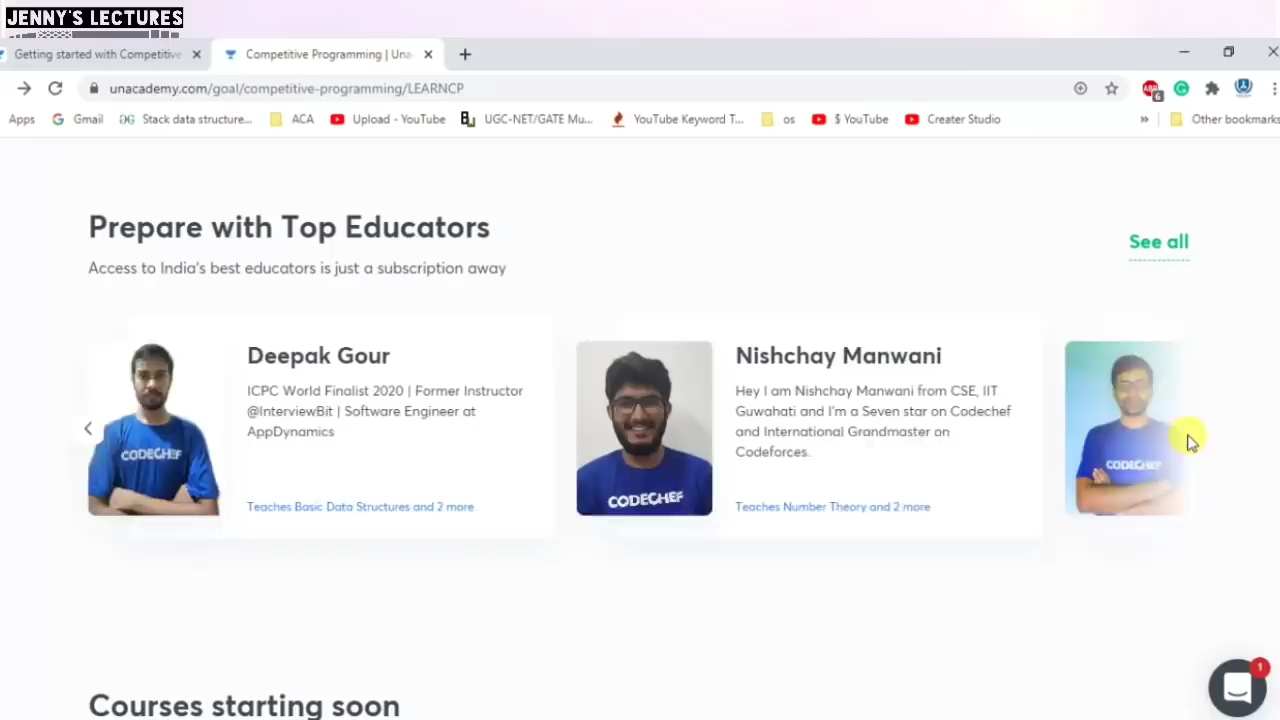 JENNY'S LECTURES
Getting started with Competitive
Competitive Programming | Una
unacademy.com/goal/competitive-programming/LEARNCP
6
Apps Gmail Stack data structure... ACA Upload - YouTube UGC-NET/GATE Mu... YouTube Keyword T... os $ YouTube Creater Studio » Other bookmarks
Prepare with Top Educators
See all
Access to India's best educators is just a subscription away
Deepak Gour
ICPC World Finalist 2020 | Former Instructor
@InterviewBit | Software Engineer at
AppDynamics
Teaches Basic Data Structures and 2 more
CODECHEF
Nishchay Manwani
Hey I am Nishchay Manwani from CSE, IIT
Guwahati and I'm a Seven star on Codechef
and International Grandmaster on
Codeforces.
Teaches Number Theory and 2 more
CODECHEF
CODECHEF
1
Courses starting soon